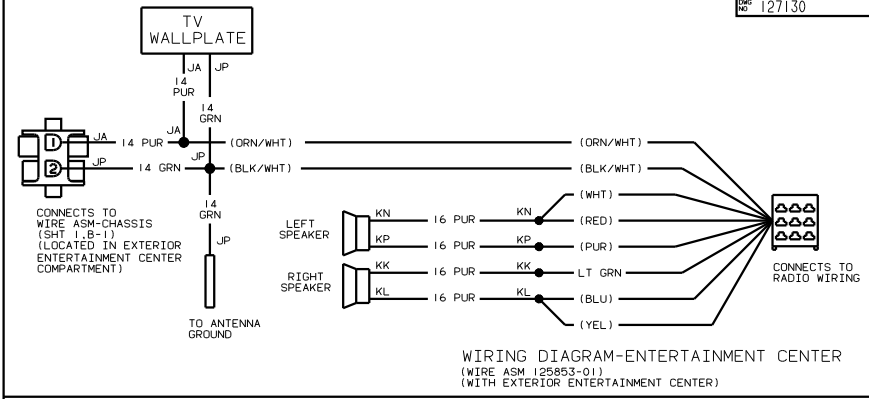 DWG NO 127130
TV
WALLPLATE
JA JP
14
PUR
14
GRN
1 JA 14 PUR JA (ORN/WHT) (ORN/WHT)
2 JP 14 GRN JP (BLK/WHT) (BLK/WHT)
(WHT)
14
GRN
JP
CONNECTS TO
WIRE ASM-CHASSIS
(SHT 1,B-1)
(LOCATED IN EXTERIOR
ENTERTAINMENT CENTER
COMPARTMENT)
LEFT
SPEAKER
KN 16 PUR KN (RED)
KP 16 PUR KP (PUR)
RIGHT
SPEAKER
KK 16 PUR KK LT GRN
KL 16 PUR KL (BLU)
(YEL)
CONNECTS TO
RADIO WIRING
TO ANTENNA
GROUND
WIRING DIAGRAM-ENTERTAINMENT CENTER
(WIRE ASM 125853-01)
(WITH EXTERIOR ENTERTAINMENT CENTER)